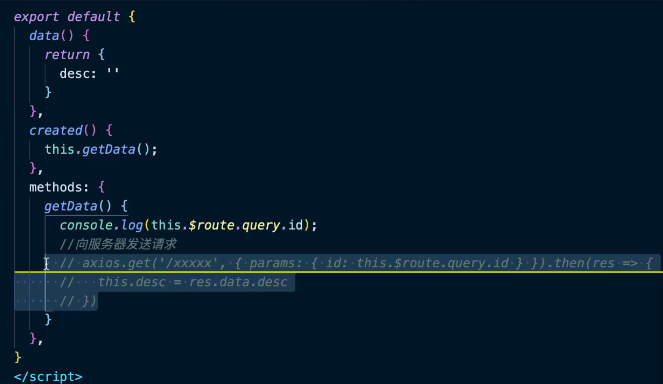 export default {
  data() {
    return {
      desc: ''
    }
  },
  created() {
    this.getData();
  },
  methods: {
    getData() {
      console.log(this.$route.query.id);
      //向服务器发送请求
      // axios.get('/xxxxx', { params: { id: this.$route.query.id } }).then(res => {
      //   this.desc = res.data.desc
      // })
    }
  },
}
</script>